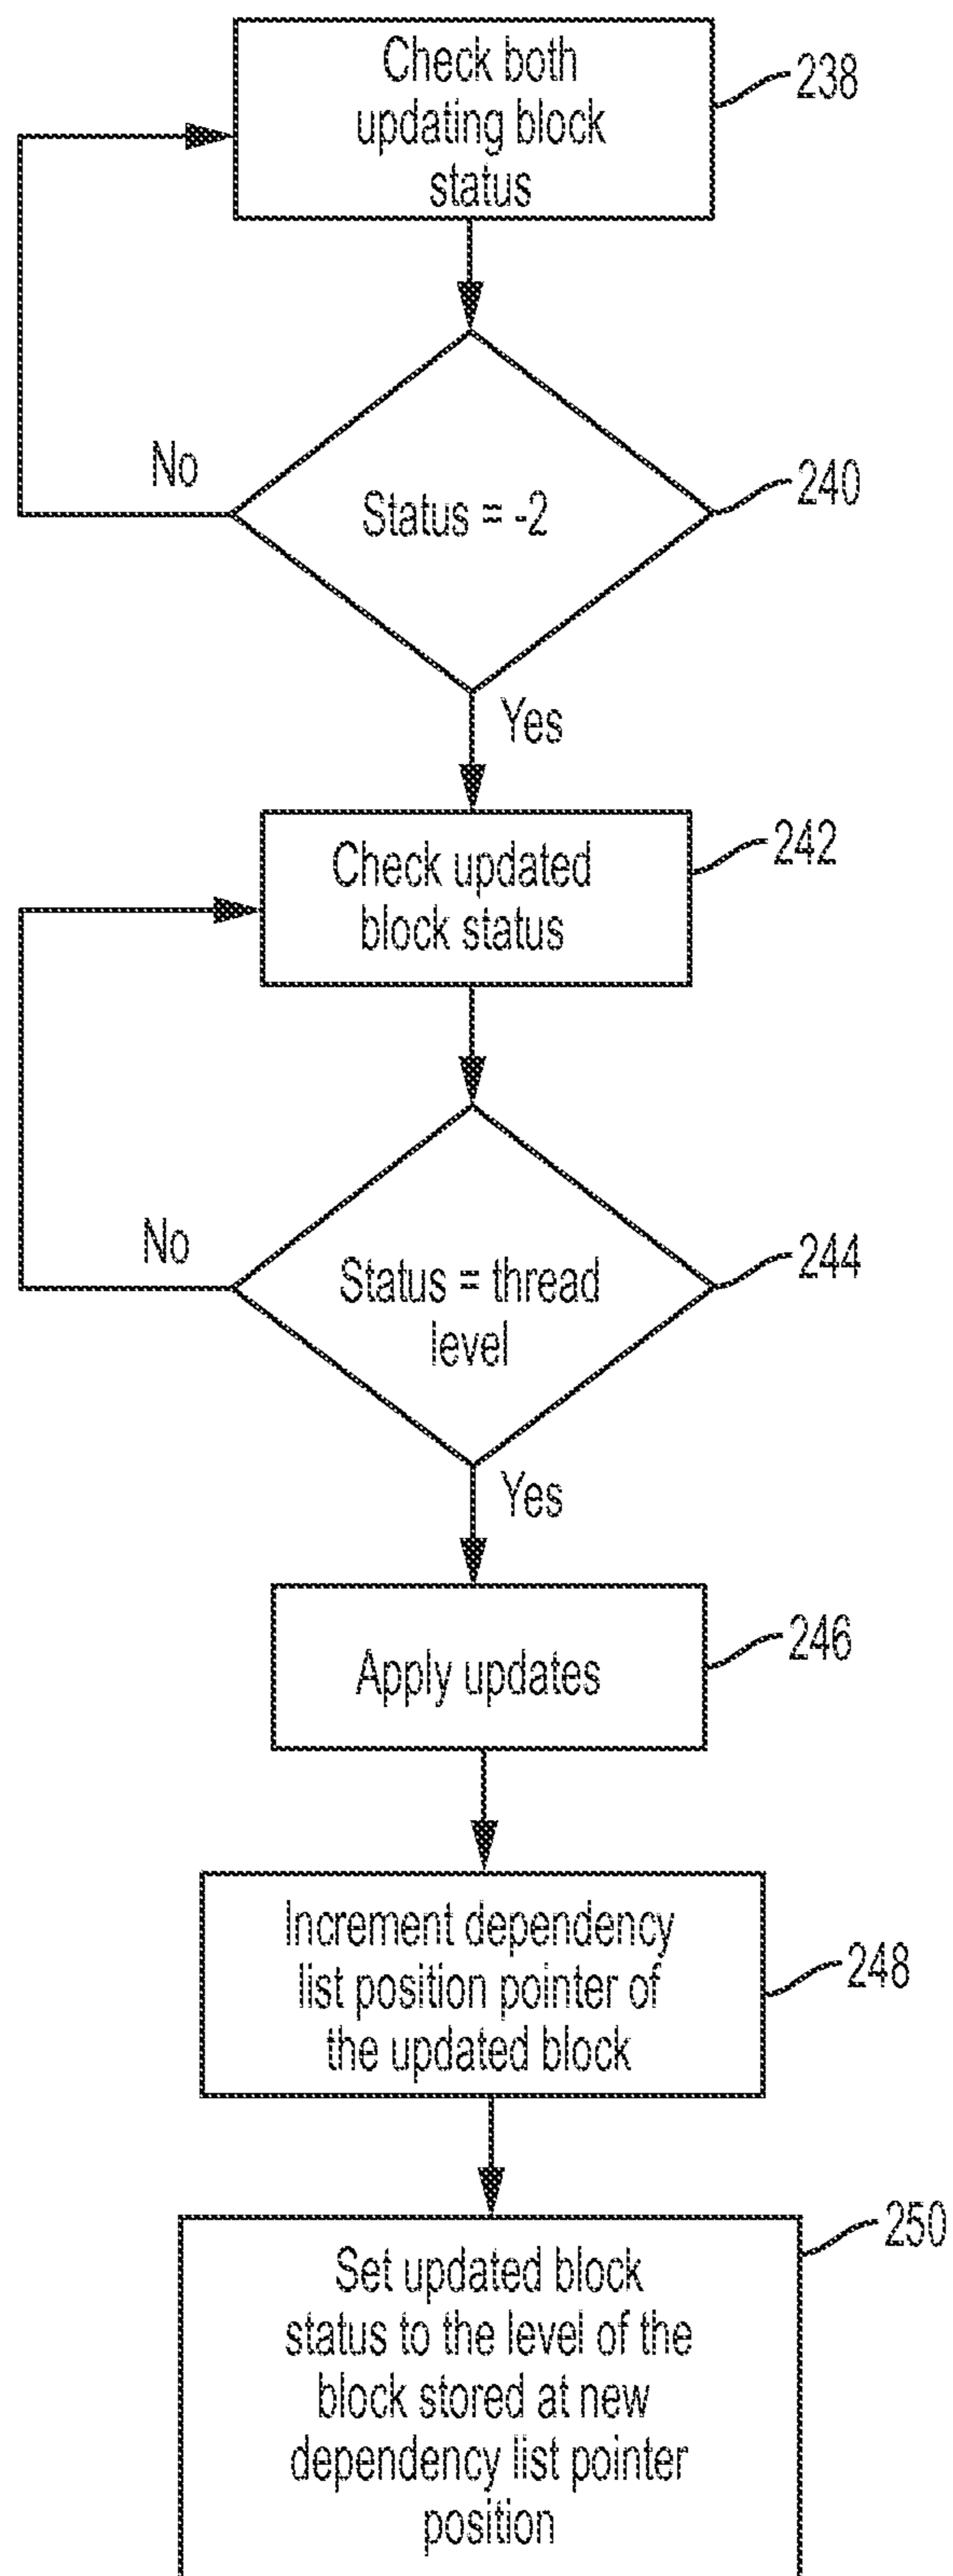 Check both
updating block
status
238
No
Status = -2
240
Yes
Check updated
block status
242
No
Status = thread
level
244
Yes
Apply updates
246
Increment dependency
list position pointer of
the updated block
248
250
Set updated block
status to the level of the
block stored at new
dependency list pointer
position